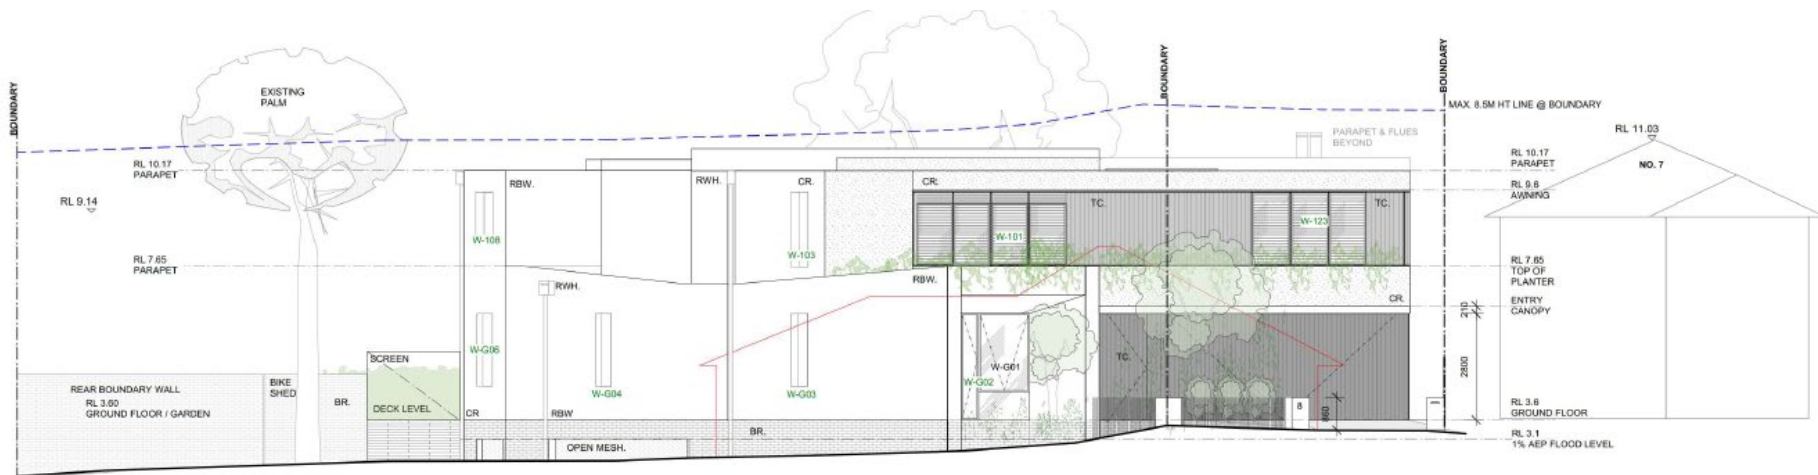 BOUNDARY
EXISTING
PALM
RL 10.17
PARAPET
RL 9.14
RL 7.65
PARAPET
REAR BOUNDARY WALL
RL 3.60
GROUND FLOOR / GARDEN
BIKE
SHED
BR.
SCREEN
DECK LEVEL
RBW.
W-108
W-G06
CR
RWH.
W-G04
RBW
OPEN MESH.
RWH.
CR.
W-103
W-G03
BR.
CR.
RBW.
W-101
TC.
W-G02
W-G01
TC.
BOUNDARY
W-123
TC.
CR.
8
860
PARAPET & FLUES
BEYOND
BOUNDARY
MAX. 8.5M HT LINE @ BOUNDARY
210
2800
RL 10.17
PARAPET
RL 9.6
AWNING
RL 7.65
TOP OF
PLANTER
ENTRY
CANOPY
RL 3.6
GROUND FLOOR
RL 3.1
1% AEP FLOOD LEVEL
RL 11.03
NO. 7